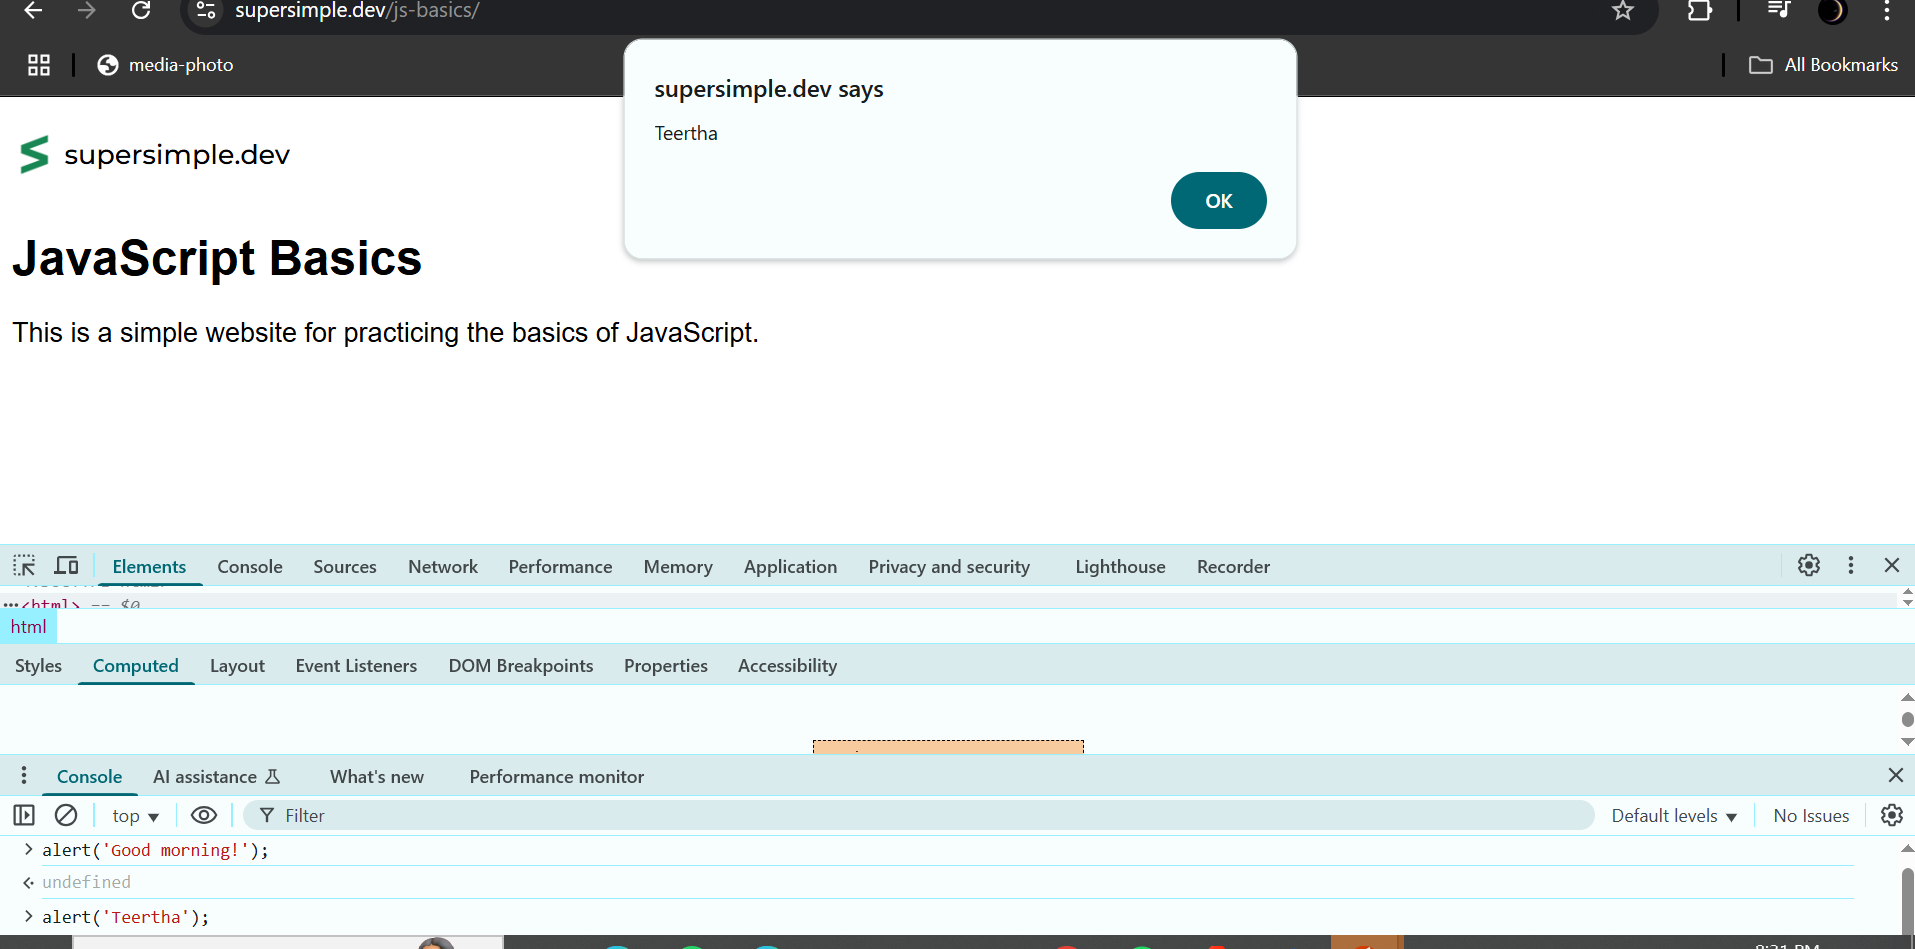 supersimple.dev/js-basics/
media-photo
All Bookmarks
supersimple.dev says
Teertha
OK
supersimple.dev
JavaScript Basics
This is a simple website for practicing the basics of JavaScript.
Elements Console Sources Network Performance Memory Application Privacy and security Lighthouse Recorder
<html> == $0
html
Styles Computed Layout Event Listeners DOM Breakpoints Properties Accessibility
Console AI assistance What's new Performance monitor
top Filter Default levels No Issues
alert('Good morning!');
undefined
alert('Teertha');